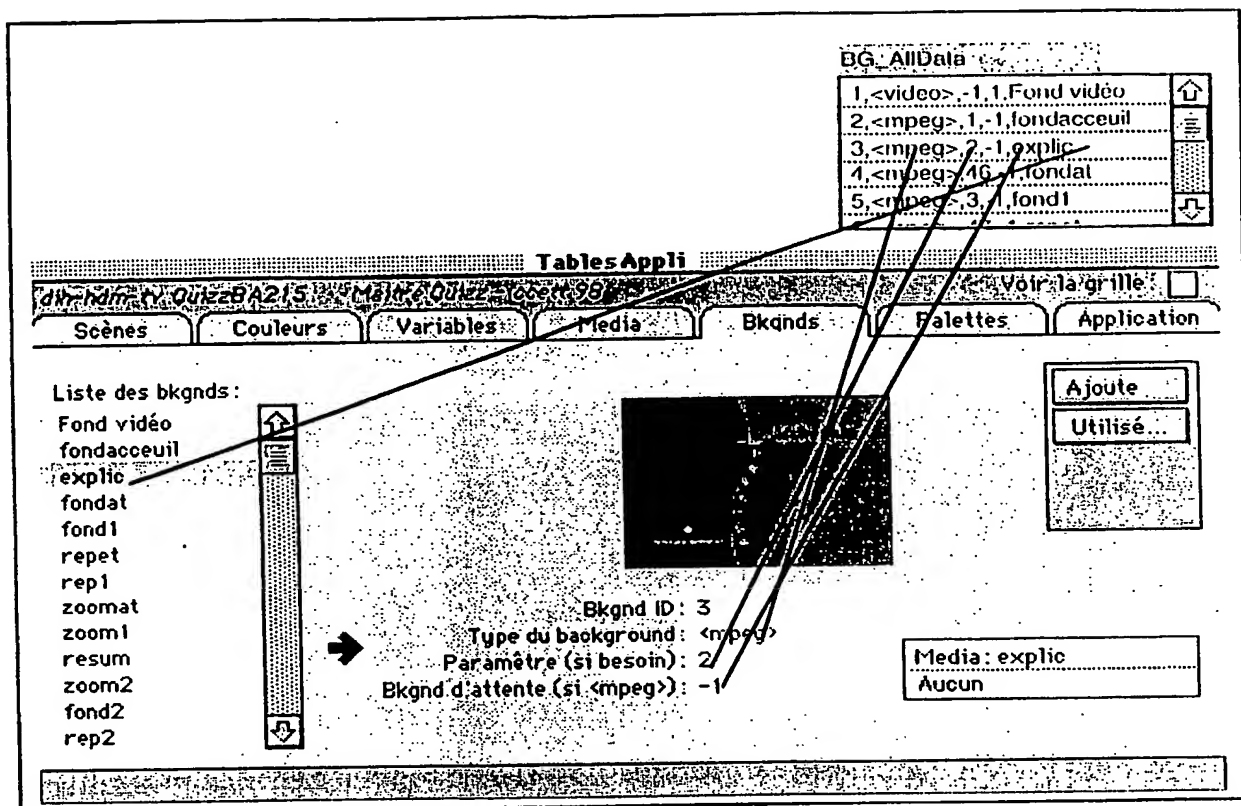 BG_AllData
1,<video>,-1,1,Fond vidéo
2,<mpeg>,1,-1,fondacceuil
3,<mpeg>,2,-1,explic
4,<mpeg>,46,-1,fondat
5,<mpeg>,3,-1,fond1
TablesAppli
QuizzBA215
Voir la grille :
Scènes Couleurs Variables Media Bkgnds Palettes Application
Liste des bkgnds :
Fond vidéo
fondacceuil
explic
fondat
fond1
repet
rep1
zoomat
zoom1
resum
zoom2
fond2
rep2
Ajoute
Utilisé...
Bkgnd ID : 3
Type du background : <mpeg>
Paramètre (si besoin) : 2
Bkgnd d'attente (si <mpeg>) : -1
Media : explic
Aucun